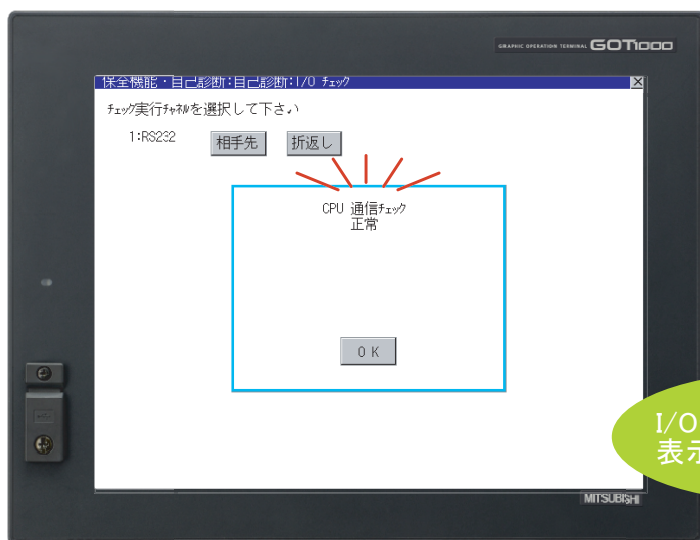 GRAPHIC OPERATION TERMINAL GOT1000
保全機能・自己診断:自己診断:I/O チェック
チェック実行チャネルを選択して下さい
1:RS232 相手先 折返し
CPU 通信チェック
正常
OK
I/O
表示
MITSUBISHI